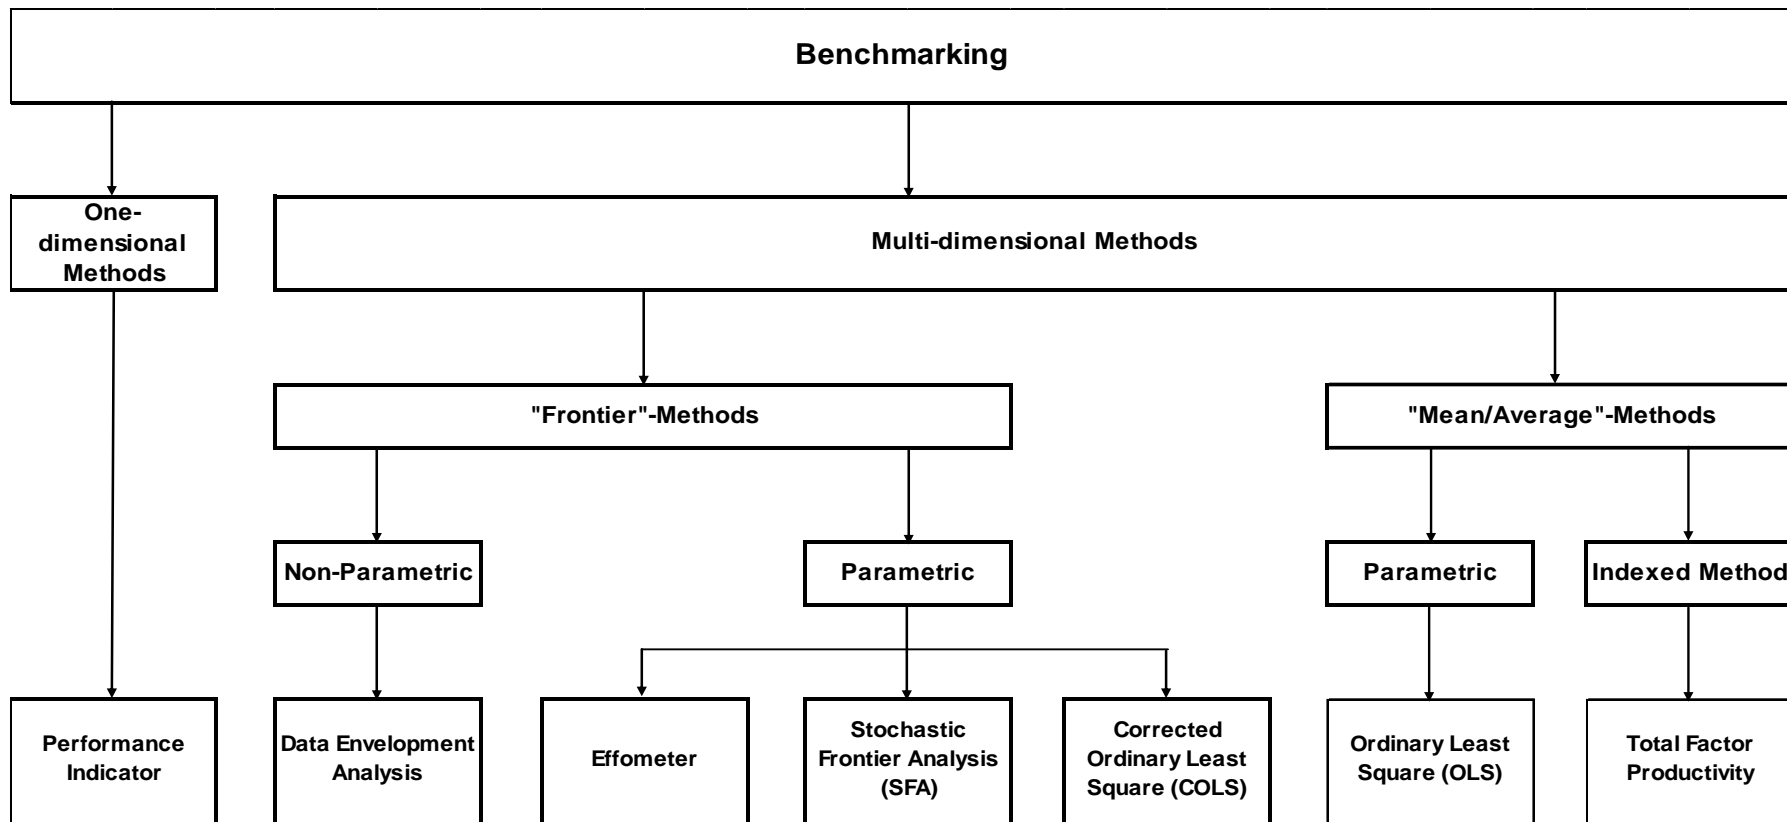 Benchmarking
One-
dimensional
Methods
Multi-dimensional Methods
"Frontier"-Methods
"Mean/Average"-Methods
Non-Parametric
Parametric
Parametric
Indexed Method
Performance
Indicator
Data Envelopment
Analysis
Effometer
Stochastic
Frontier Analysis
(SFA)
Corrected
Ordinary Least
Square (COLS)
Ordinary Least
Square (OLS)
Total Factor
Productivity